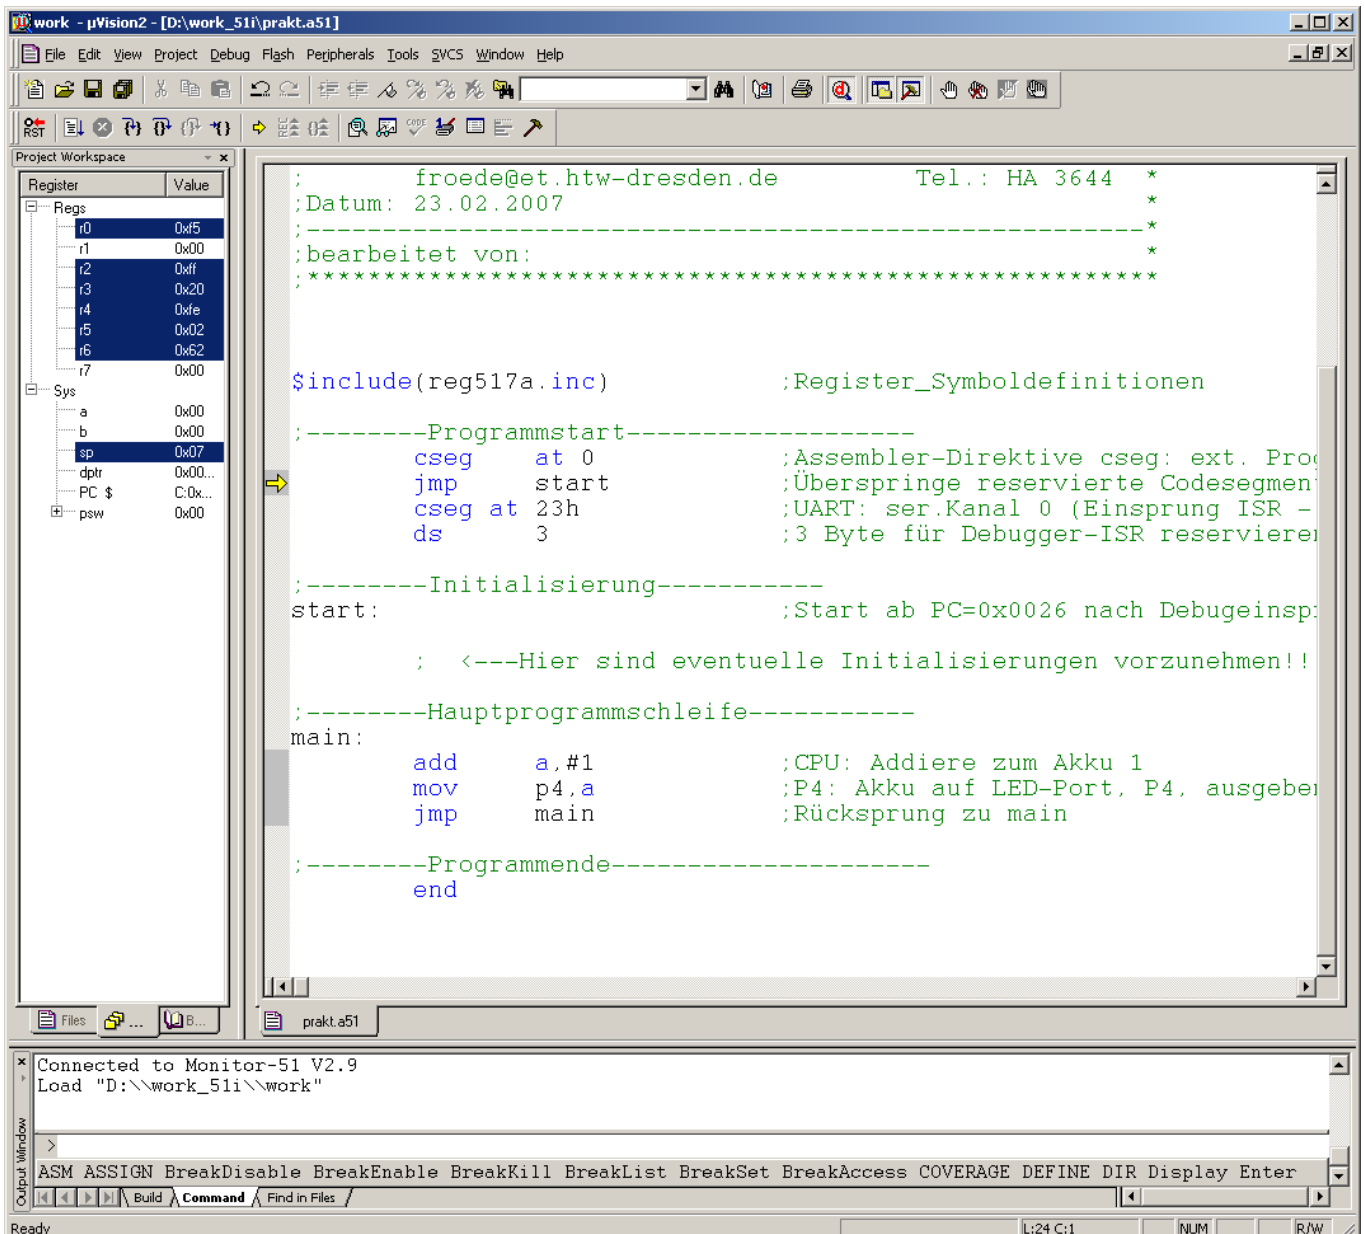 work - µVision2 - [D:\work_51i\prakt.a51]
File Edit View Project Debug Flash Peripherals Tools SVCS Window Help
RST
CODE
Project Workspace
Register Value
Regs
r0 0xf5
r1 0x00
r2 0xff
r3 0x20
r4 0xfe
r5 0x02
r6 0x62
r7 0x00
Sys
a 0x00
b 0x00
sp 0x07
dptr 0x00...
PC $ C:0x...
psw 0x00
Files ... B...
; froede@et.htw-dresden.de Tel.: HA 3644 *
;Datum: 23.02.2007 *
;-------------------------------------------------------*
;bearbeitet von: *
;********************************************************
$include(reg517a.inc) ;Register_Symboldefinitionen
;--------Programmstart-------------------
cseg at 0 ;Assembler-Direktive cseg: ext. Prog
jmp start ;Überspringe reservierte Codesegmen
cseg at 23h ;UART: ser.Kanal 0 (Einsprung ISR -
ds 3 ;3 Byte für Debugger-ISR reservieren
;--------Initialisierung-----------
start: ;Start ab PC=0x0026 nach Debugeinsp
; <---Hier sind eventuelle Initialisierungen vorzunehmen!!
;--------Hauptprogrammschleife-----------
main:
add a,#1 ;CPU: Addiere zum Akku 1
mov p4,a ;P4: Akku auf LED-Port, P4, ausgeben
jmp main ;Rücksprung zu main
;--------Programmende---------------------
end
prakt.a51
Output Window
Connected to Monitor-51 V2.9
Load "D:\\work_51i\\work"
>
ASM ASSIGN BreakDisable BreakEnable BreakKill BreakList BreakSet BreakAccess COVERAGE DEFINE DIR Display Enter
Build Command Find in Files
Ready L:24 C:1 NUM R/W